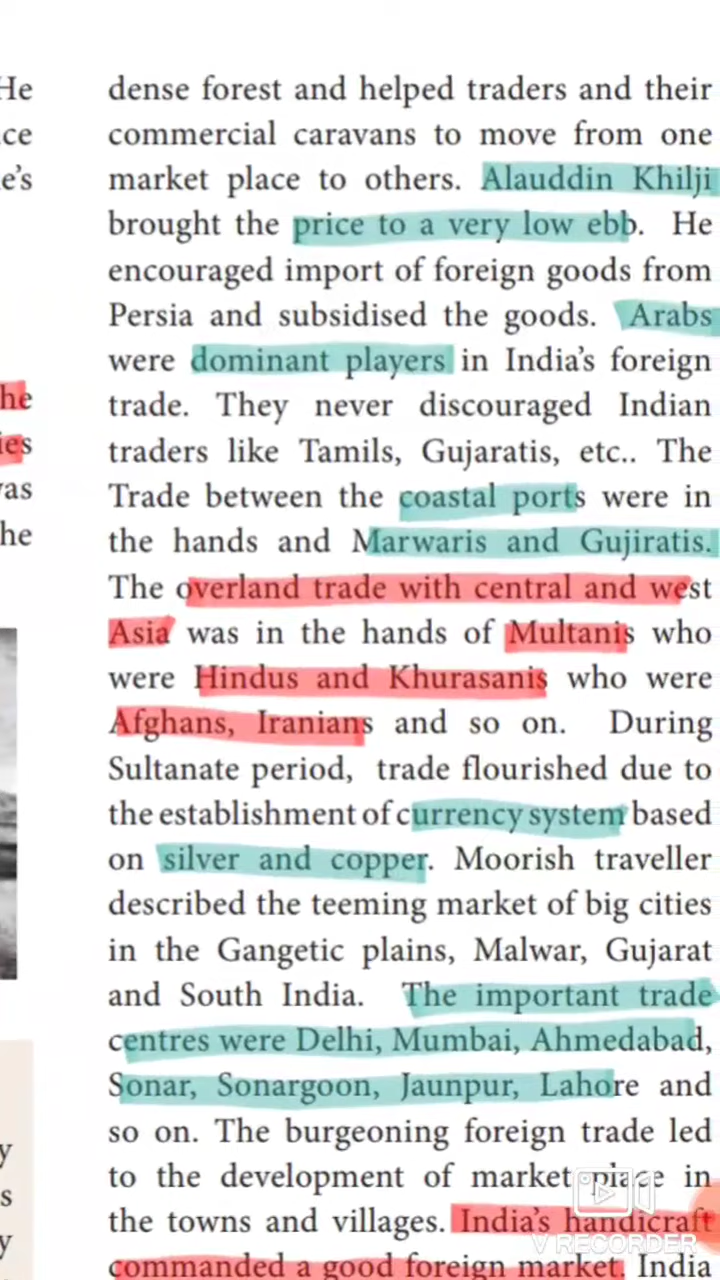 He
ce
e's
he
ies
vas
he
y
s
y
dense forest and helped traders and their
commercial caravans to move from one
market place to others. Alauddin Khilji
brought the price to a very low ebb. He
encouraged import of foreign goods from
Persia and subsidised the goods. Arabs
were dominant players in India's foreign
trade. They never discouraged Indian
traders like Tamils, Gujaratis, etc.. The
Trade between the coastal ports were in
the hands and Marwaris and Gujiratis.
The overland trade with central and west
Asia was in the hands of Multanis who
were Hindus and Khurasanis who were
Afghans, Iranians and so on. During
Sultanate period, trade flourished due to
the establishment of currency system based
on silver and copper. Moorish traveller
described the teeming market of big cities
in the Gangetic plains, Malwar, Gujarat
and South India. The important trade
centres were Delhi, Mumbai, Ahmedabad,
Sonar, Sonargoon, Jaunpur, Lahore and
so on. The burgeoning foreign trade led
to the development of market place in
the towns and villages. India's handicraft
commanded a good foreign market. India
V RECORDER